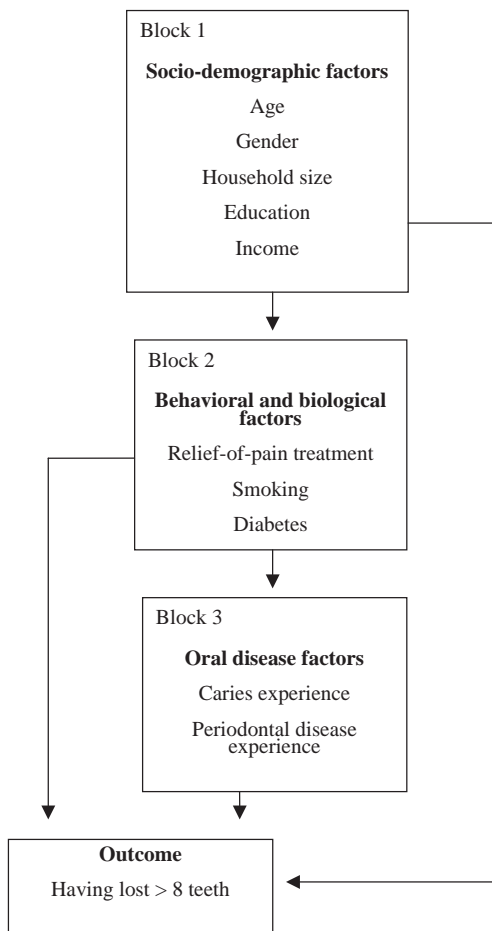 Block 1
Socio-demographic factors
Age
Gender
Household size
Education
Income
Block 2
Behavioral and biological
factors
Relief-of-pain treatment
Smoking
Diabetes
Block 3
Oral disease factors
Caries experience
Periodontal disease
experience
Outcome
Having lost > 8 teeth